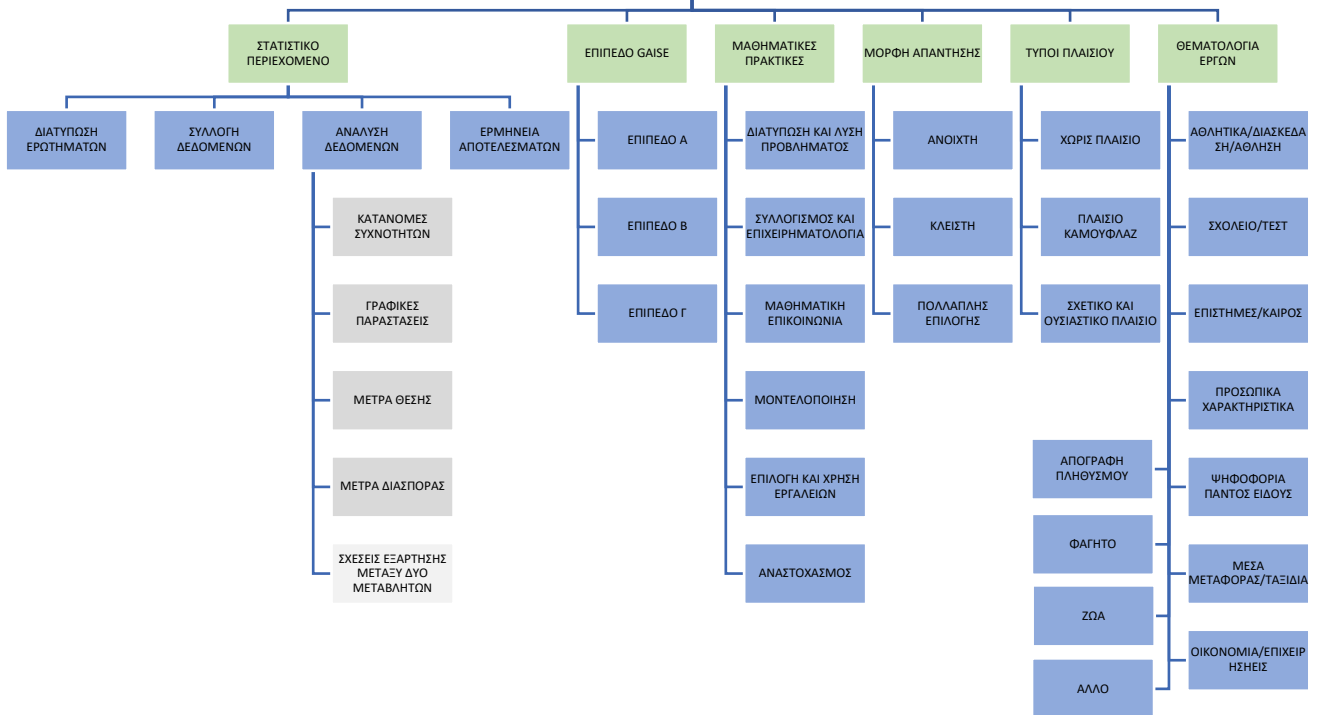 ΣΤΑΤΙΣΤΙΚΟ
ΠΕΡΙΕΧΟΜΕΝΟ
ΔΙΑΤΥΠΩΣΗ
ΕΡΩΤΗΜΑΤΩΝ
ΣΥΛΛΟΓΗ
ΔΕΔΟΜΕΝΩΝ
ΑΝΑΛΥΣΗ
ΔΕΔΟΜΕΝΩΝ
ΚΑΤΑΝΟΜΕΣ
ΣΥΧΝΟΤΗΤΩΝ
ΓΡΑΦΙΚΕΣ
ΠΑΡΑΣΤΑΣΕΙΣ
ΜΕΤΡΑ ΘΕΣΗΣ
ΜΕΤΡΑ ΔΙΑΣΠΟΡΑΣ
ΣΧΕΣΕΙΣ ΕΞΑΡΤΗΣΗΣ
ΜΕΤΑΞΥ ΔΥΟ
ΜΕΤΑΒΛΗΤΩΝ
ΕΡΜΗΝΕΙΑ
ΑΠΟΤΕΛΕΣΜΑΤΩΝ
ΕΠΙΠΕΔΟ GAISE
ΕΠΙΠΕΔΟ Α
ΕΠΙΠΕΔΟ Β
ΕΠΙΠΕΔΟ Γ
ΜΑΘΗΜΑΤΙΚΕΣ
ΠΡΑΚΤΙΚΕΣ
ΔΙΑΤΥΠΩΣΗ ΚΑΙ ΛΥΣΗ
ΠΡΟΒΛΗΜΑΤΟΣ
ΣΥΛΛΟΓΙΣΜΟΣ ΚΑΙ
ΕΠΙΧΕΙΡΗΜΑΤΟΛΟΓΙΑ
ΜΑΘΗΜΑΤΙΚΗ
ΕΠΙΚΟΙΝΩΝΙΑ
ΜΟΝΤΕΛΟΠΟΙΗΣΗ
ΕΠΙΛΟΓΗ ΚΑΙ ΧΡΗΣΗ
ΕΡΓΑΛΕΙΩΝ
ΑΝΑΣΤΟΧΑΣΜΟΣ
ΜΟΡΦΗ ΑΠΑΝΤΗΣΗΣ
ΑΝΟΙΧΤΗ
ΚΛΕΙΣΤΗ
ΠΟΛΛΑΠΛΗΣ
ΕΠΙΛΟΓΗΣ
ΤΥΠΟΙ ΠΛΑΙΣΙΟΥ
ΧΩΡΙΣ ΠΛΑΙΣΙΟ
ΠΛΑΙΣΙΟ
ΚΑΜΟΥΦΛΑΖ
ΣΧΕΤΙΚΟ ΚΑΙ
ΟΥΣΙΑΣΤΙΚΟ ΠΛΑΙΣΙΟ
ΘΕΜΑΤΟΛΟΓΙΑ
ΕΡΓΩΝ
ΑΘΛΗΤΙΚΑ/ΔΙΑΣΚΕΔΑ
ΣΗ/ΑΘΛΗΣΗ
ΣΧΟΛΕΙΟ/ΤΕΣΤ
ΕΠΙΣΤΗΜΕΣ/ΚΑΙΡΟΣ
ΠΡΟΣΩΠΙΚΑ
ΧΑΡΑΚΤΗΡΙΣΤΙΚΑ
ΑΠΟΓΡΑΦΗ
ΠΛΗΘΥΣΜΟΥ
ΨΗΦΟΦΟΡΙΑ
ΠΑΝΤΟΣ ΕΙΔΟΥΣ
ΦΑΓΗΤΟ
ΜΕΣΑ
ΜΕΤΑΦΟΡΑΣ/ΤΑΞΙΔΙΑ
ΖΩΑ
ΟΙΚΟΝΟΜΙΑ/ΕΠΙΧΕΙΡ
ΗΣΗΕΙΣ
ΑΛΛΟ